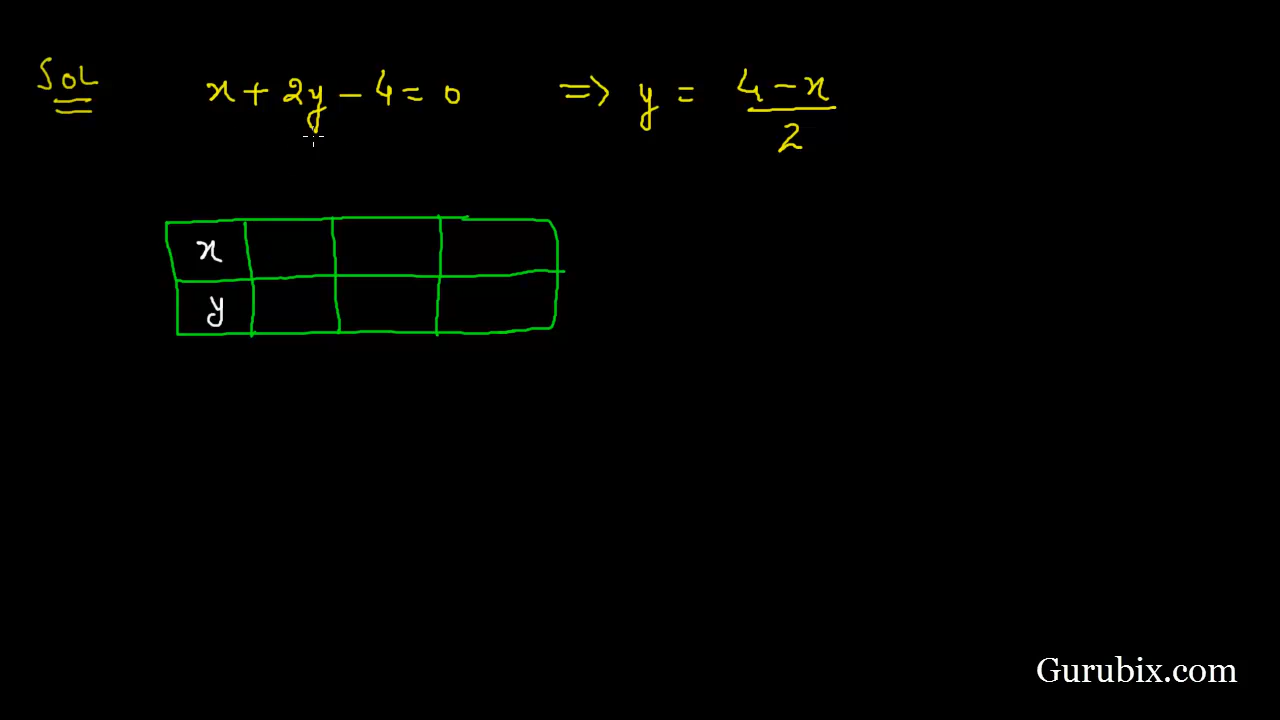 SOL x + 2y - 4 = 0 ⇒ y = (4 - x)/2
x
y
Gurubix.com